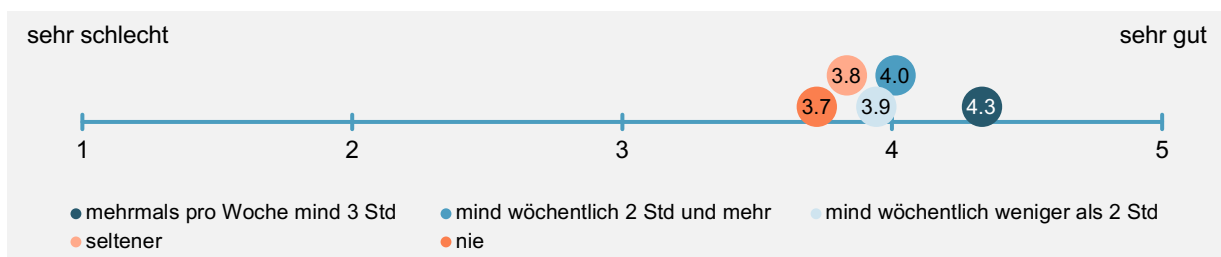 sehr schlecht sehr gut
3.8 4.0
3.7 3.9 4.3
1 2 3 4 5
mehrmals pro Woche mind 3 Std mind wöchentlich 2 Std und mehr mind wöchentlich weniger als 2 Std
seltener nie